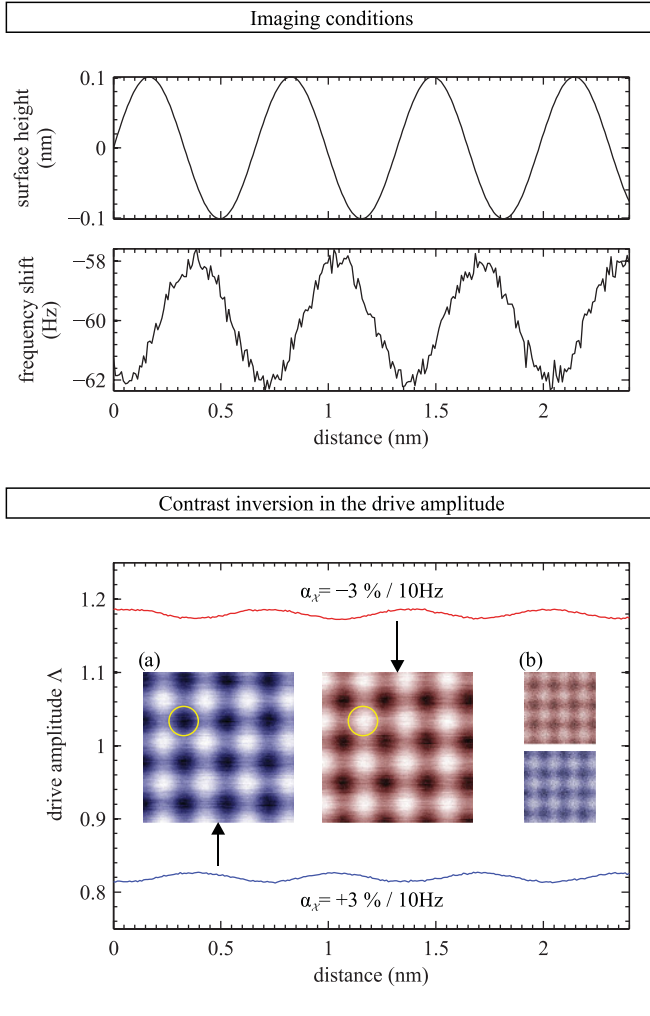 Imaging conditions
surface height
(nm)
0.1
0
−0.1
frequency shift
(Hz)
−58
−60
−62
0 0.5 1 1.5 2
distance (nm)
Contrast inversion in the drive amplitude
drive amplitude Λ
1.2
1.1
1
0.9
0.8
αχ= −3 % / 10Hz
(a)
(b)
αχ= +3 % / 10Hz
0 0.5 1 1.5 2
distance (nm)